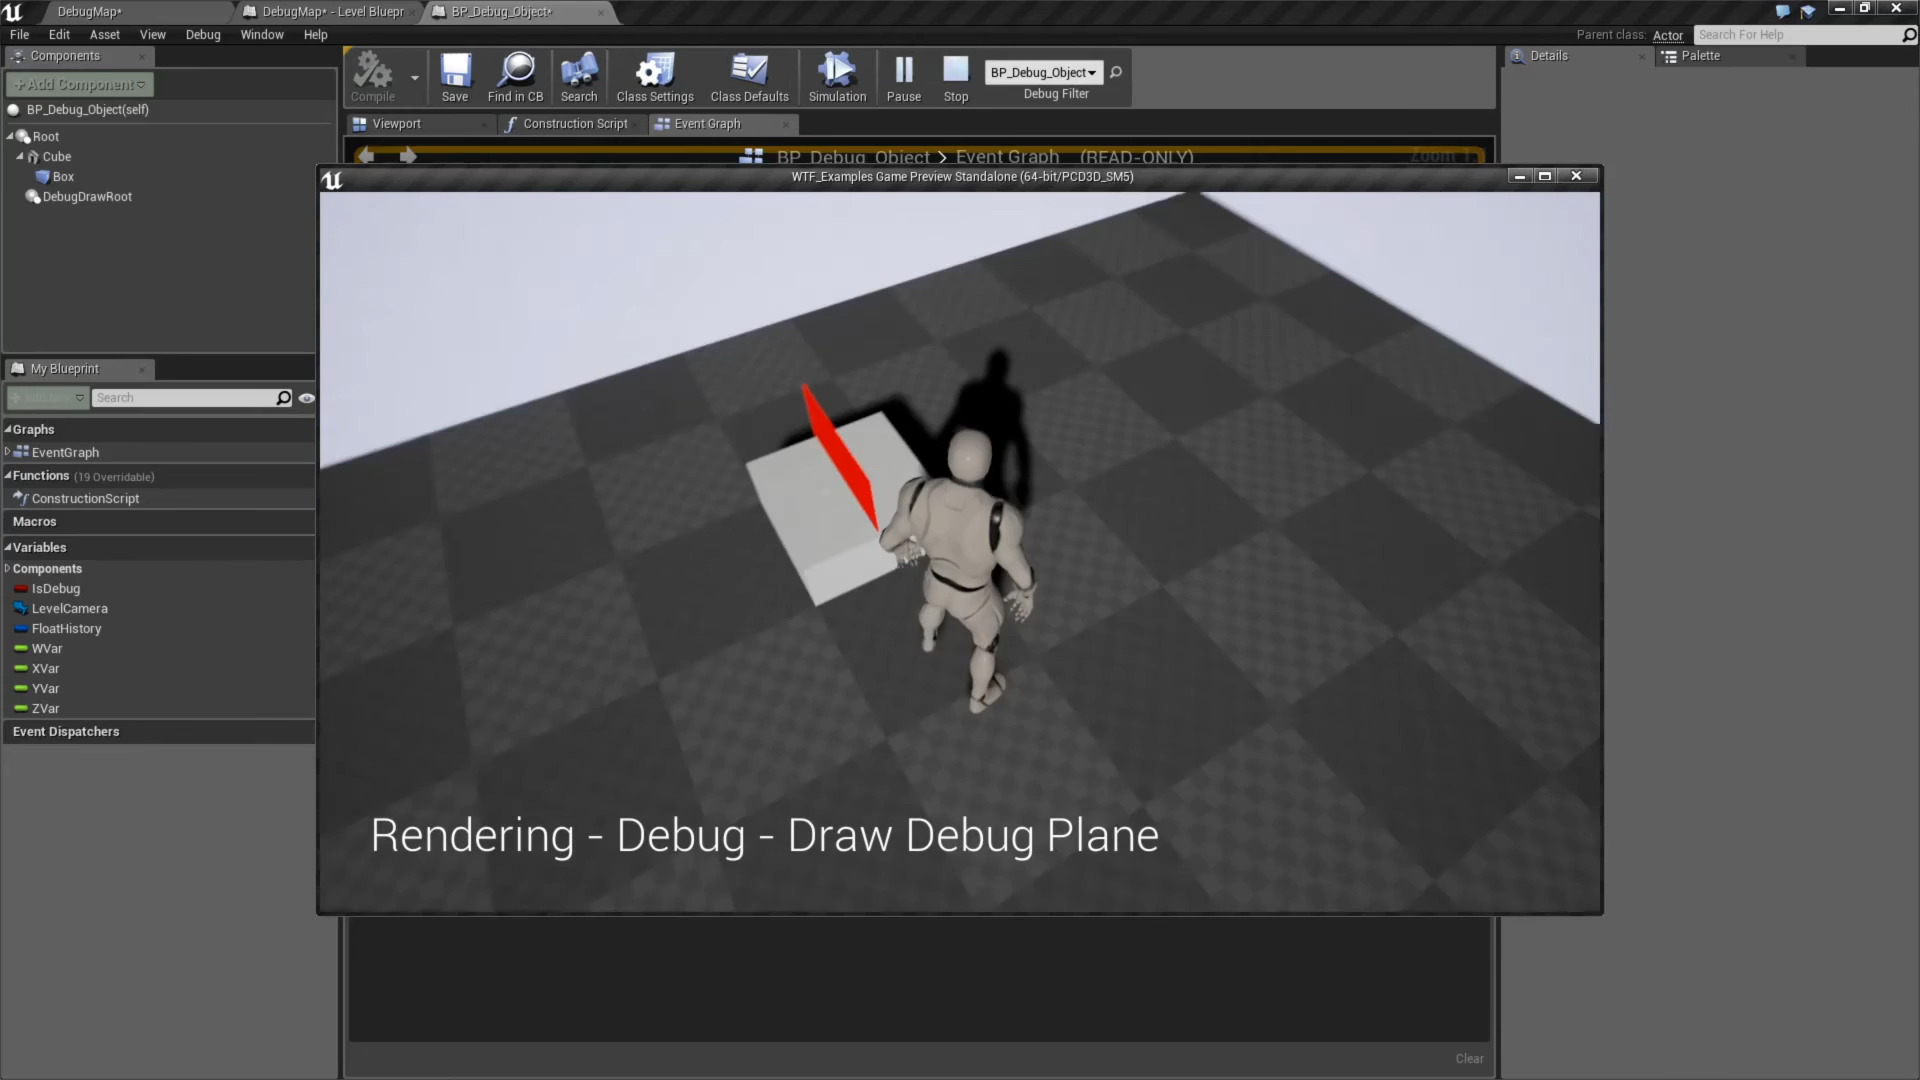 DebugMap*
DebugMap* - Level Bluepr
BP_Debug_Object*
File Edit Asset View Debug Window Help
Parent class: Actor
Search For Help
Components
+Add Component
BP_Debug_Object(self)
Root
Cube
Box
DebugDrawRoot
Compile
Save
Find in CB
Search
Class Settings
Class Defaults
Simulation
Pause
Stop
BP_Debug_Object
Debug Filter
Details
Palette
Viewport
Construction Script
Event Graph
BP_Debug_Object > Event Graph (READ-ONLY)
Zoom
WTF_Examples Game Preview Standalone (64-bit/PCD3D_SM5)
My Blueprint
Search
Graphs
EventGraph
Functions (19 Overridable)
ConstructionScript
Macros
Variables
Components
IsDebug
LevelCamera
FloatHistory
WVar
XVar
YVar
ZVar
Event Dispatchers
Rendering - Debug - Draw Debug Plane
Clear